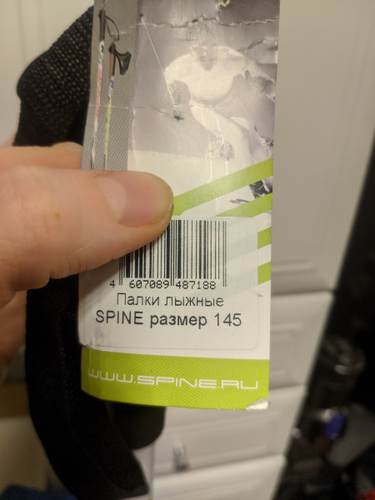 4 607089 487188
Палки лыжные
SPINE размер 145
WWW.SPINE.RU